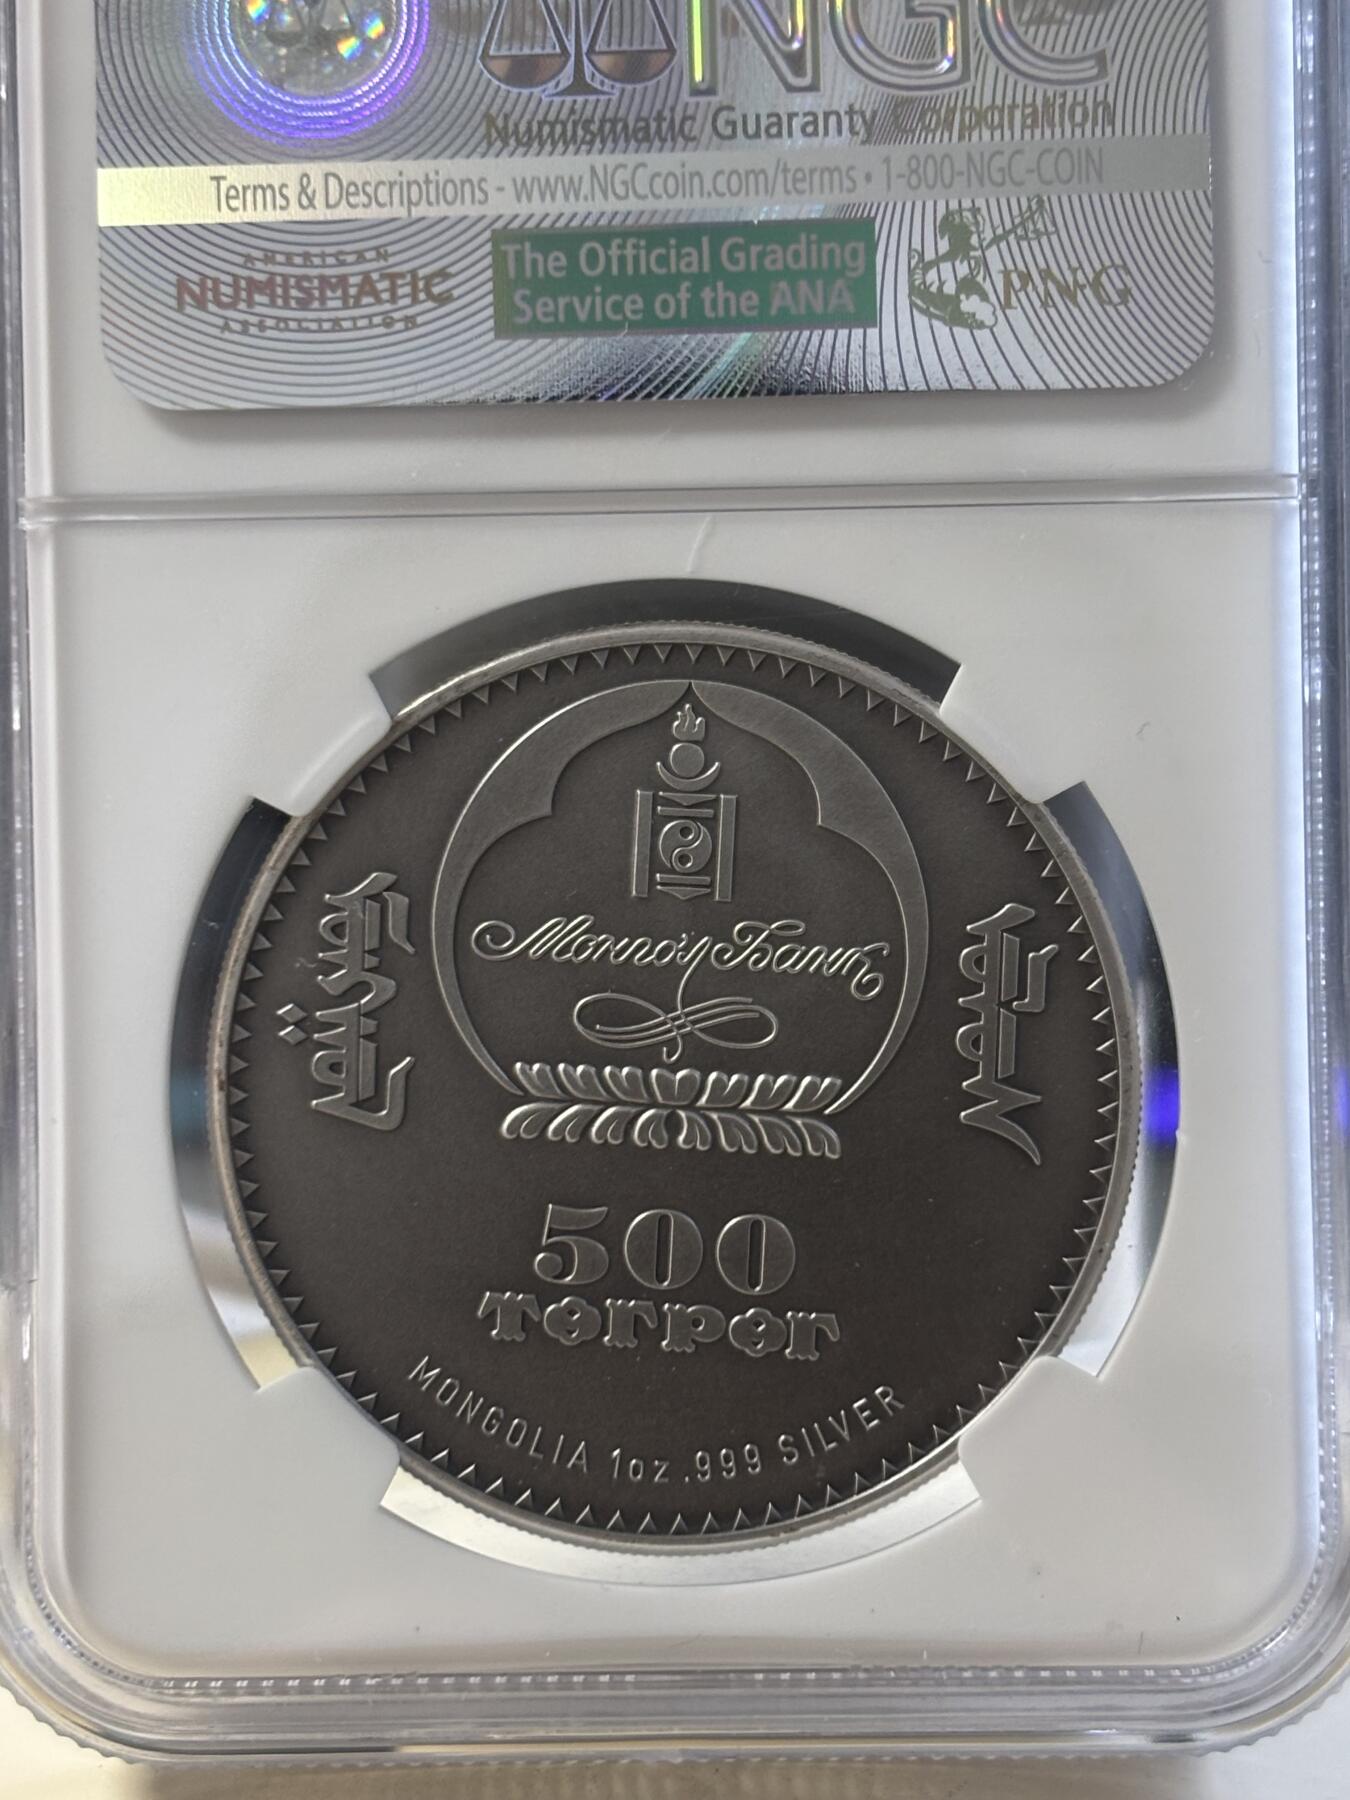 NGC
Numismatic Guaranty Corporation
Terms & Descriptions - www.NGCcoin.com/terms • 1-800-NGC-COIN
AMERICAN
NUMISMATIC
ASSOCIATION
The Official Grading
Service of the ANA
PNG
Монгол Банк
500
төгрөг
MONGOLIA 1oz .999 SILVER